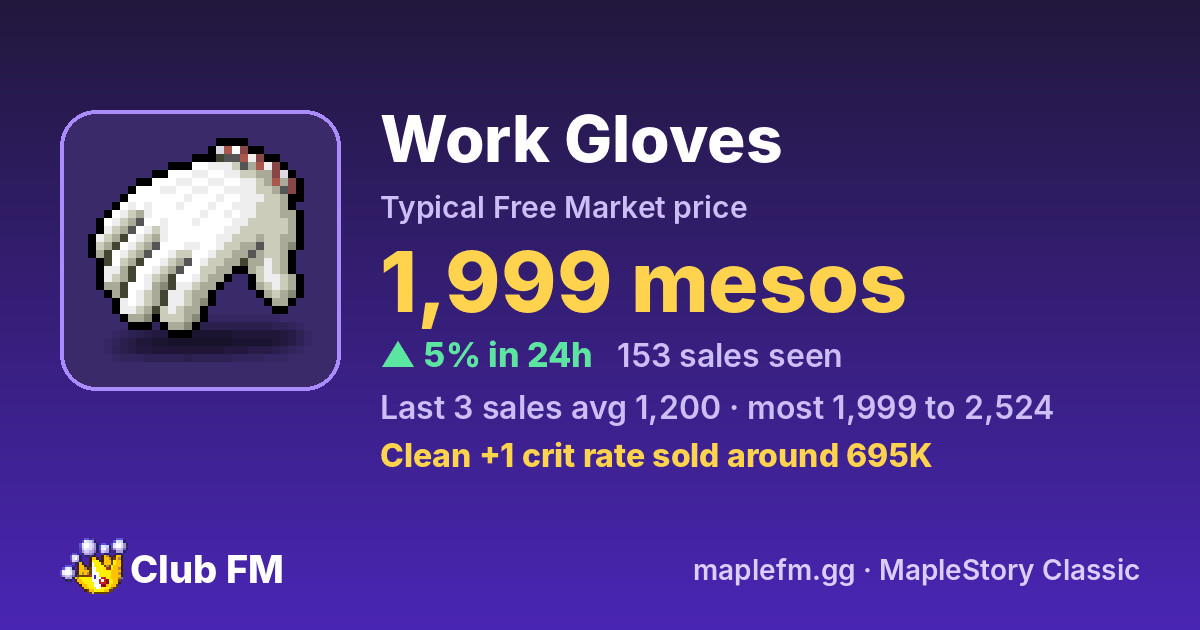 Work Gloves
Typical Free Market price
1,999 mesos
▲ 5% in 24h 153 sales seen
Last 3 sales avg 1,200 · most 1,999 to 2,524
Clean +1 crit rate sold around 695K
Club FM
maplefm.gg · MapleStory Classic